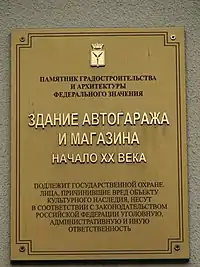 ПАМЯТНИК ГРАДОСТРОИТЕЛЬСТВА
И АРХИТЕКТУРЫ
ФЕДЕРАЛЬНОГО ЗНАЧЕНИЯ
ЗДАНИЕ АВТОГАРАЖА
И МАГАЗИНА
НАЧАЛО XX ВЕКА
ПОДЛЕЖИТ ГОСУДАРСТВЕННОЙ ОХРАНЕ.
ЛИЦА, ПРИЧИНИВШИЕ ВРЕД ОБЪЕКТУ
КУЛЬТУРНОГО НАСЛЕДИЯ, НЕСУТ
В СООТВЕТСТВИИ С ЗАКОНОДАТЕЛЬСТВОМ
РОССИЙСКОЙ ФЕДЕРАЦИИ УГОЛОВНУЮ,
АДМИНИСТРАТИВНУЮ И ИНУЮ
ОТВЕТСТВЕННОСТЬ